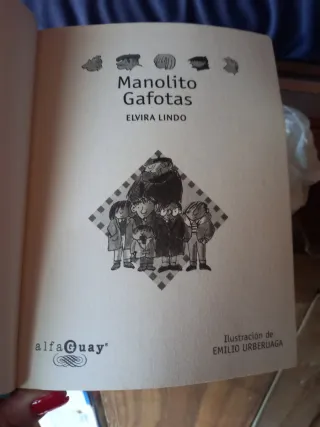 Manolito
Gafotas
ELVIRA LINDO
alfaGuay®
Ilustración de
EMILIO URBERUAGA